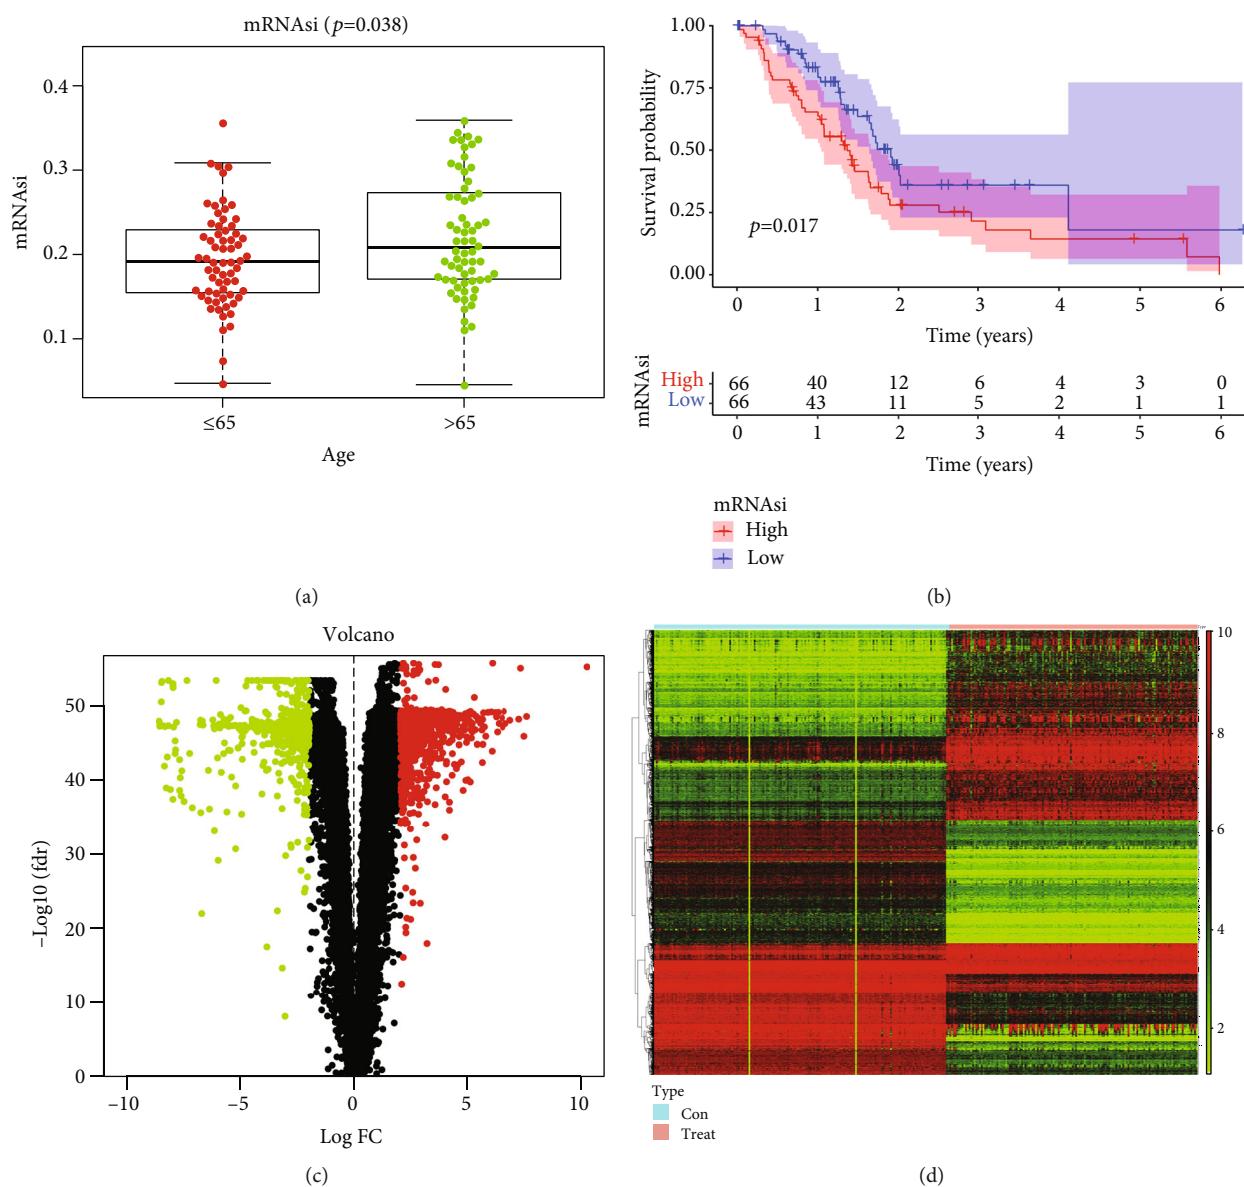 mRNAsi (p=0.038)
mRNAsi
0.4
0.3
0.2
0.1
≤65
>65
Age
(a)
Survival probability
1.00
0.75
0.50
0.25
0.00
p=0.017
0 1 2 3 4 5 6
Time (years)
mRNAsi
High 66 40 12 6 4 3 0
Low 66 43 11 5 2 1 1
0 1 2 3 4 5 6
Time (years)
mRNAsi
High
Low
(b)
Volcano
−Log10 (fdr)
50
40
30
20
10
0
−10 −5 0 5 10
Log FC
(c)
10
8
6
4
2
Type
Con
Treat
(d)